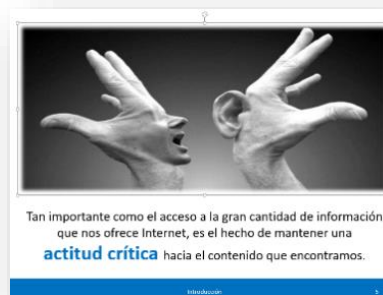 Tan importante como el acceso a la gran cantidad de información
que nos ofrece Internet, es el hecho de mantener una
actitud crítica hacia el contenido que encontramos.
Introducción 5